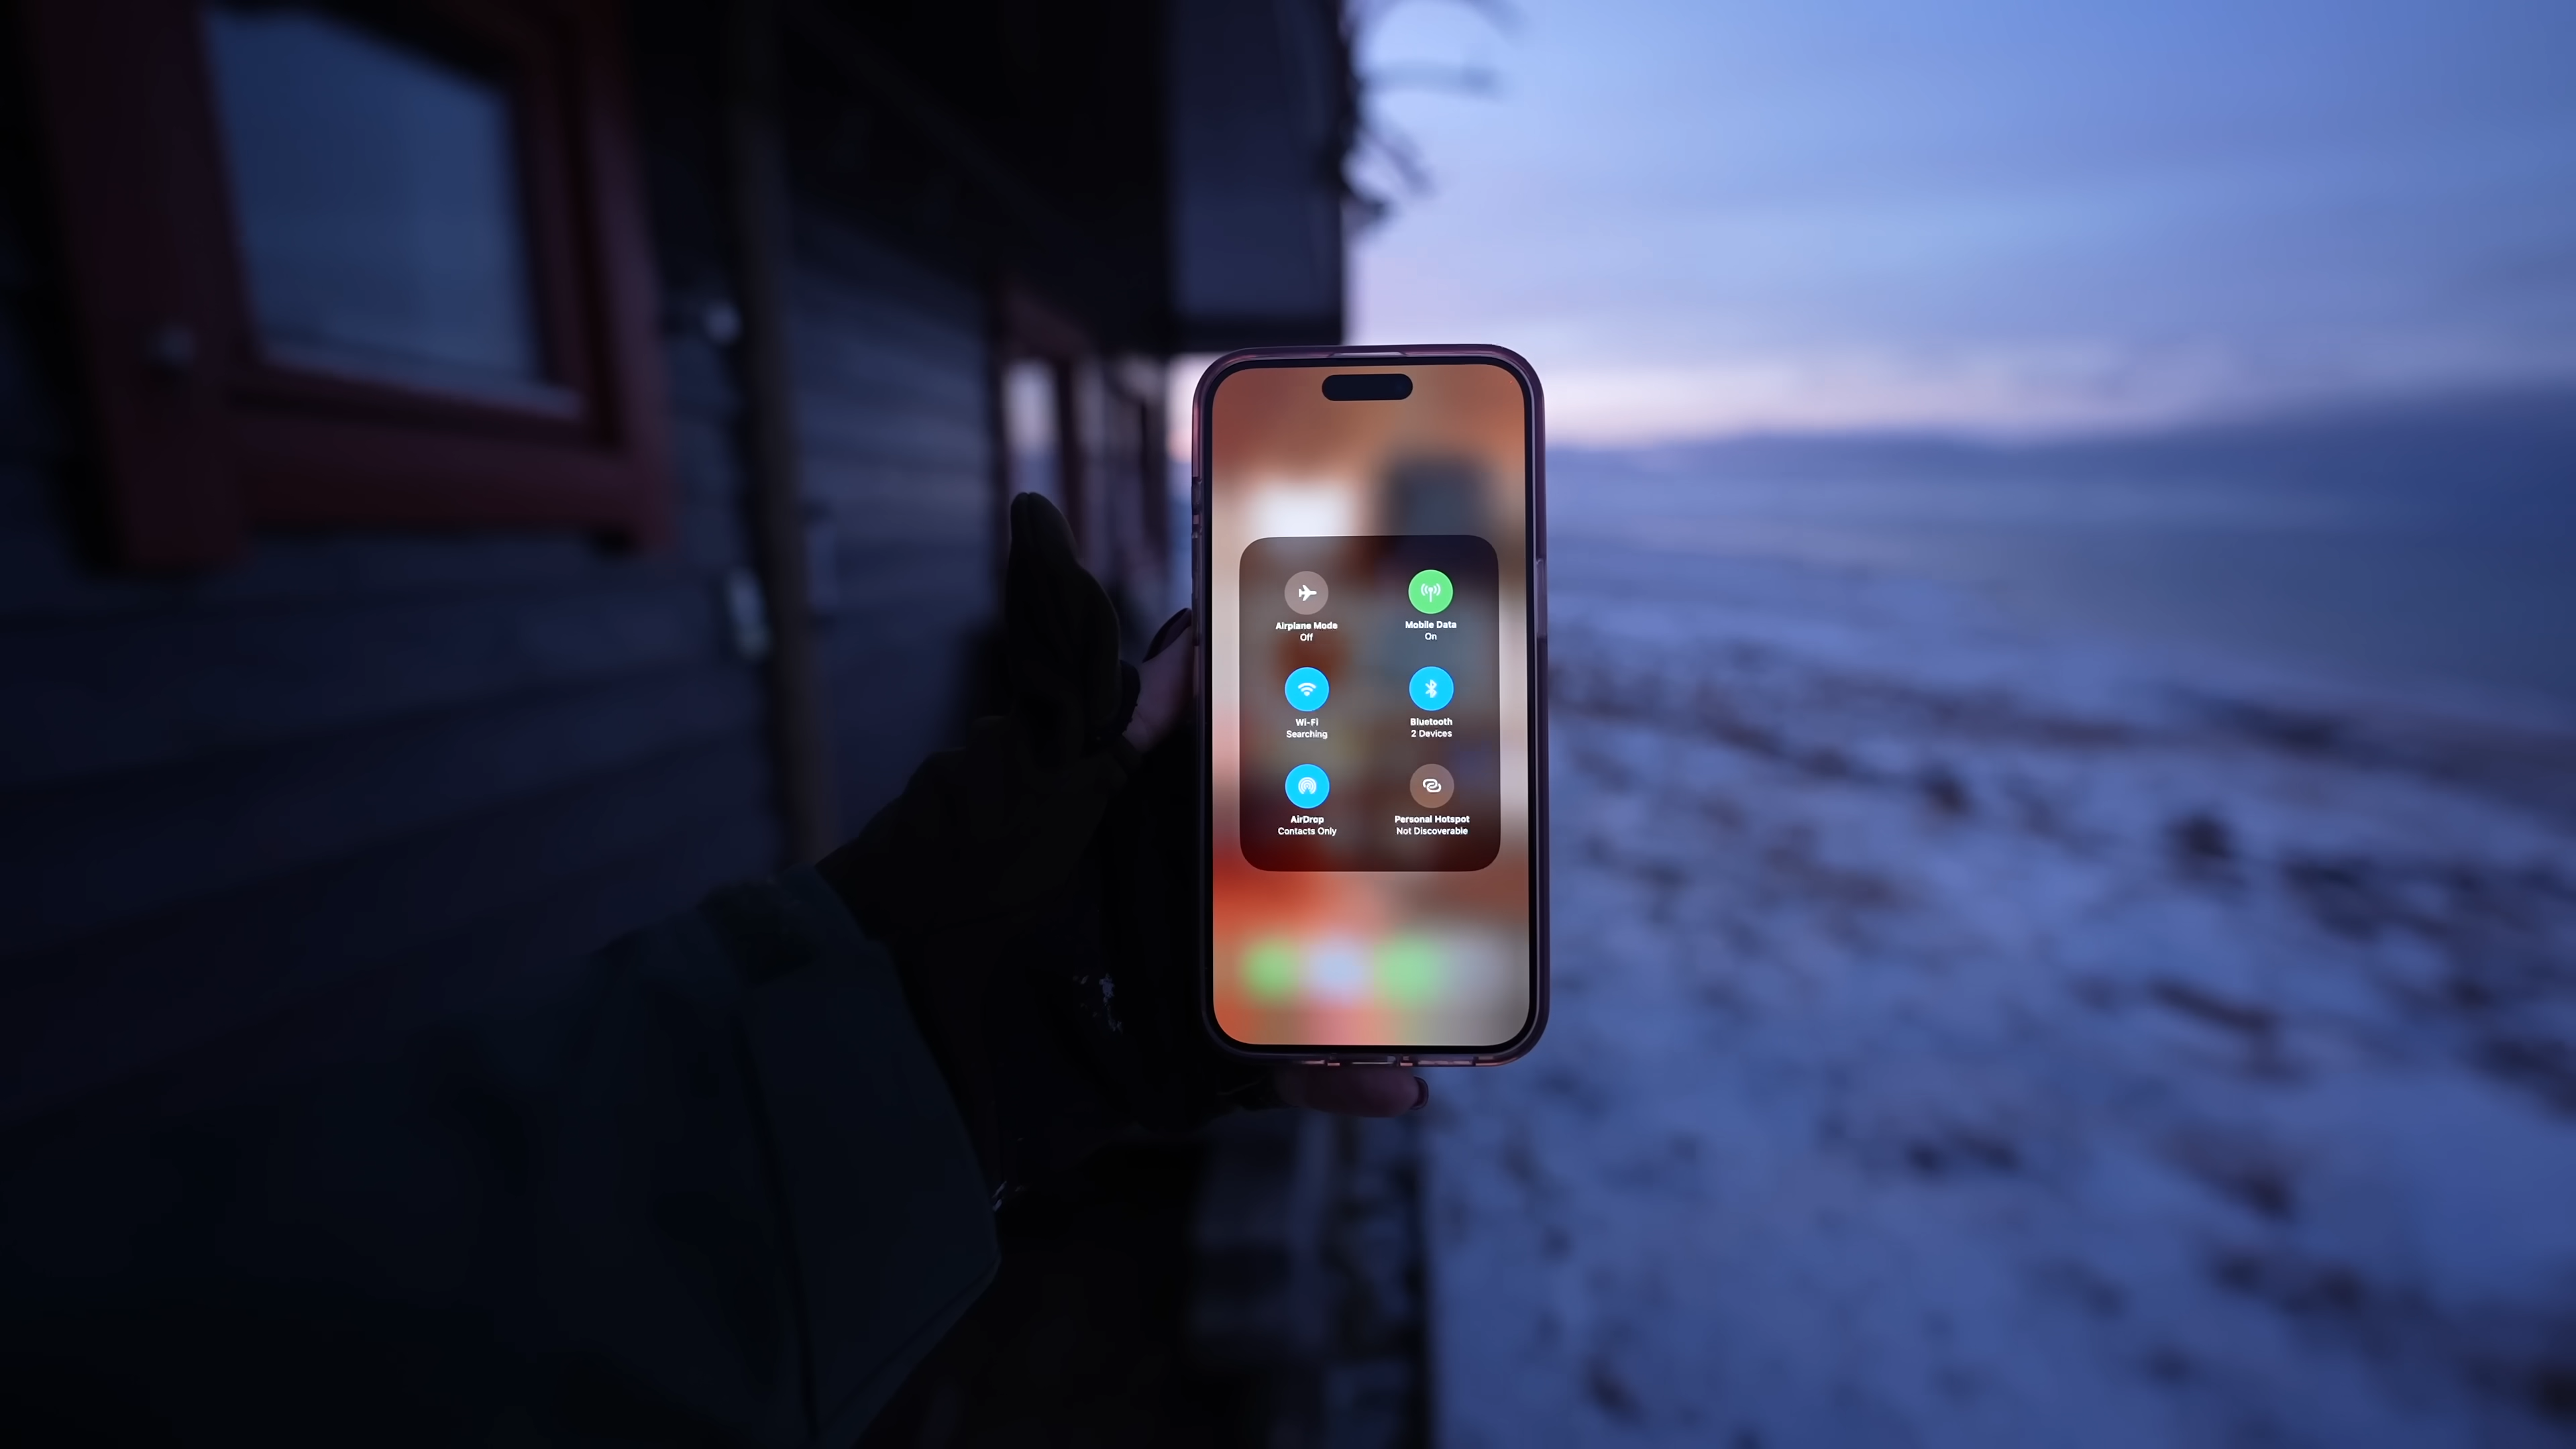 Airplane Mode
Off
Mobile Data
On
Wi-Fi
Searching
Bluetooth
2 Devices
AirDrop
Contacts Only
Personal Hotspot
Not Discoverable